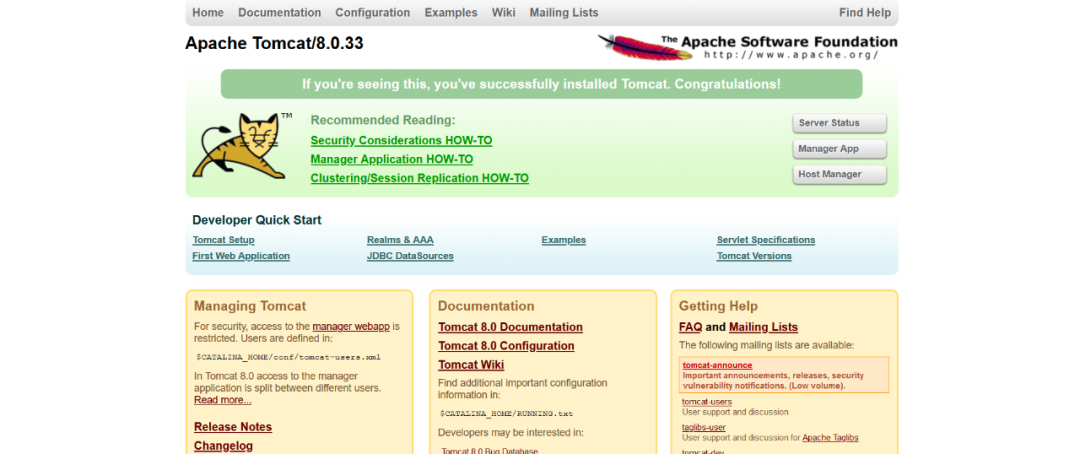 Home Documentation Configuration Examples Wiki Mailing Lists Find Help
Apache Tomcat/8.0.33
The Apache Software Foundation
http://www.apache.org/
If you're seeing this, you've successfully installed Tomcat. Congratulations!
TM
Recommended Reading:
Security Considerations HOW-TO
Manager Application HOW-TO
Clustering/Session Replication HOW-TO
Server Status
Manager App
Host Manager
Developer Quick Start
Tomcat Setup
First Web Application
Realms & AAA
JDBC DataSources
Examples
Servlet Specifications
Tomcat Versions
Managing Tomcat
For security, access to the manager webapp is
restricted. Users are defined in:
$CATALINA_HOME/conf/tomcat-users.xml
In Tomcat 8.0 access to the manager
application is split between different users.
Read more...
Release Notes
Changelog
Documentation
Tomcat 8.0 Documentation
Tomcat 8.0 Configuration
Tomcat Wiki
Find additional important configuration
information in:
$CATALINA_HOME/RUNNING.txt
Developers may be interested in:
Tomcat 8.0 Bug Database
Getting Help
FAQ and Mailing Lists
The following mailing lists are available:
tomcat-announce
Important announcements, releases, security
vulnerability notifications. (Low volume).
tomcat-users
User support and discussion
taglibs-user
User support and discussion for Apache Taglibs
tomcat-dev